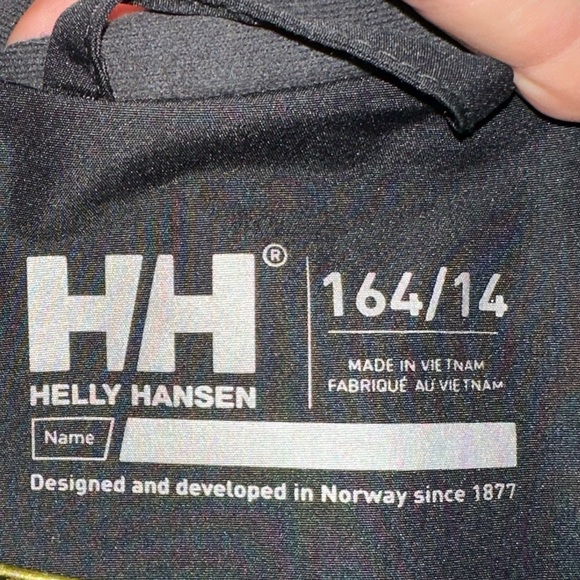 HH®
HELLY HANSEN
164/14
MADE IN VIETNAM
FABRIQUÉ AU VIETNAM
Name
Designed and developed in Norway since 1877